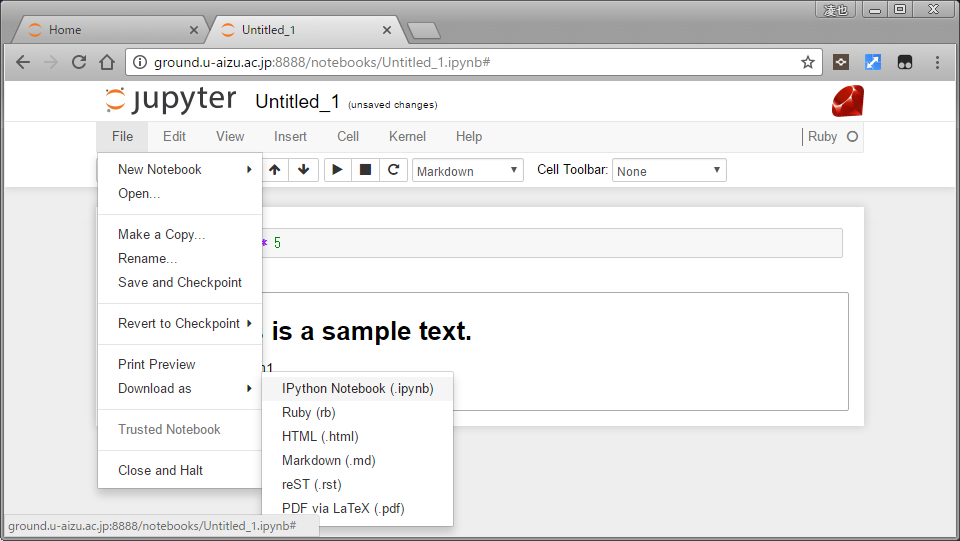 凌也
Home
Untitled_1
ground.u-aizu.ac.jp:8888/notebooks/Untitled_1.ipynb#
jupyter Untitled_1 (unsaved changes)
File Edit View Insert Cell Kernel Help Ruby
Markdown Cell Toolbar: None
New Notebook
Open...
Make a Copy...
Rename...
Save and Checkpoint
Revert to Checkpoint
Print Preview
Download as
Trusted Notebook
Close and Halt
* 5
s is a sample text.
IPython Notebook (.ipynb)
Ruby (rb)
HTML (.html)
Markdown (.md)
reST (.rst)
PDF via LaTeX (.pdf)
ground.u-aizu.ac.jp:8888/notebooks/Untitled_1.ipynb#